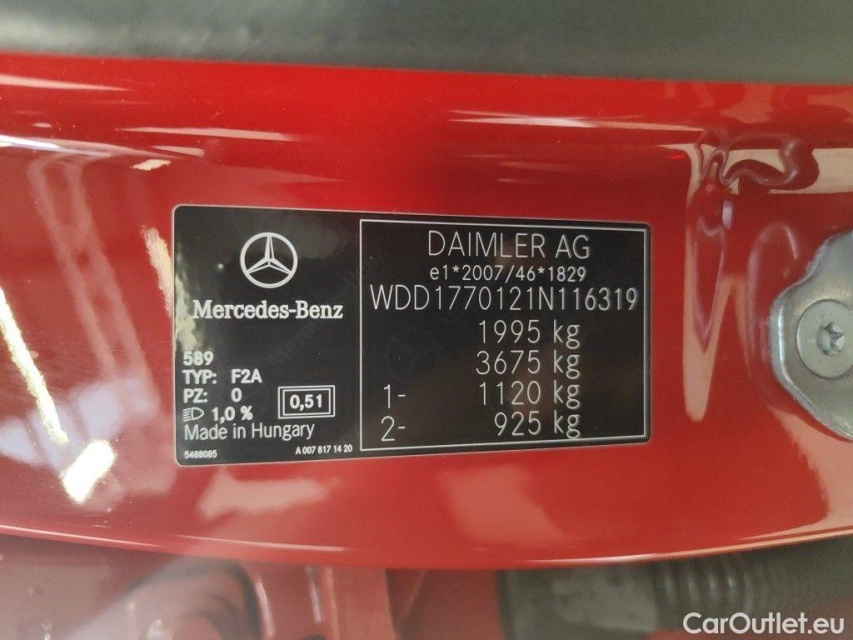 Mercedes-Benz
589
TYP: F2A
PZ: 0
1,0 %
0,51
Made in Hungary
5488085
A 007 817 14 20
DAIMLER AG
e1*2007/46*1829
WDD1770121N116319
1995 kg
3675 kg
1- 1120 kg
2- 925 kg
CarOutlet.eu